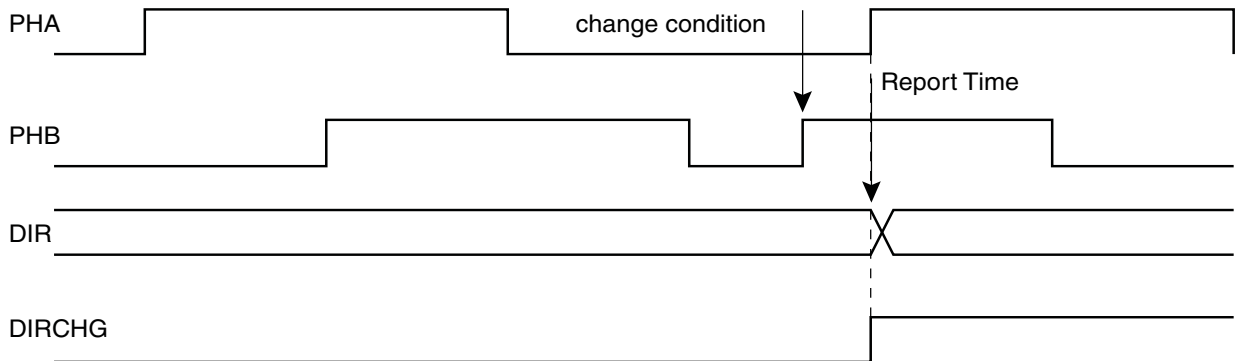 PHA
change condition
Report Time
PHB
DIR
DIRCHG